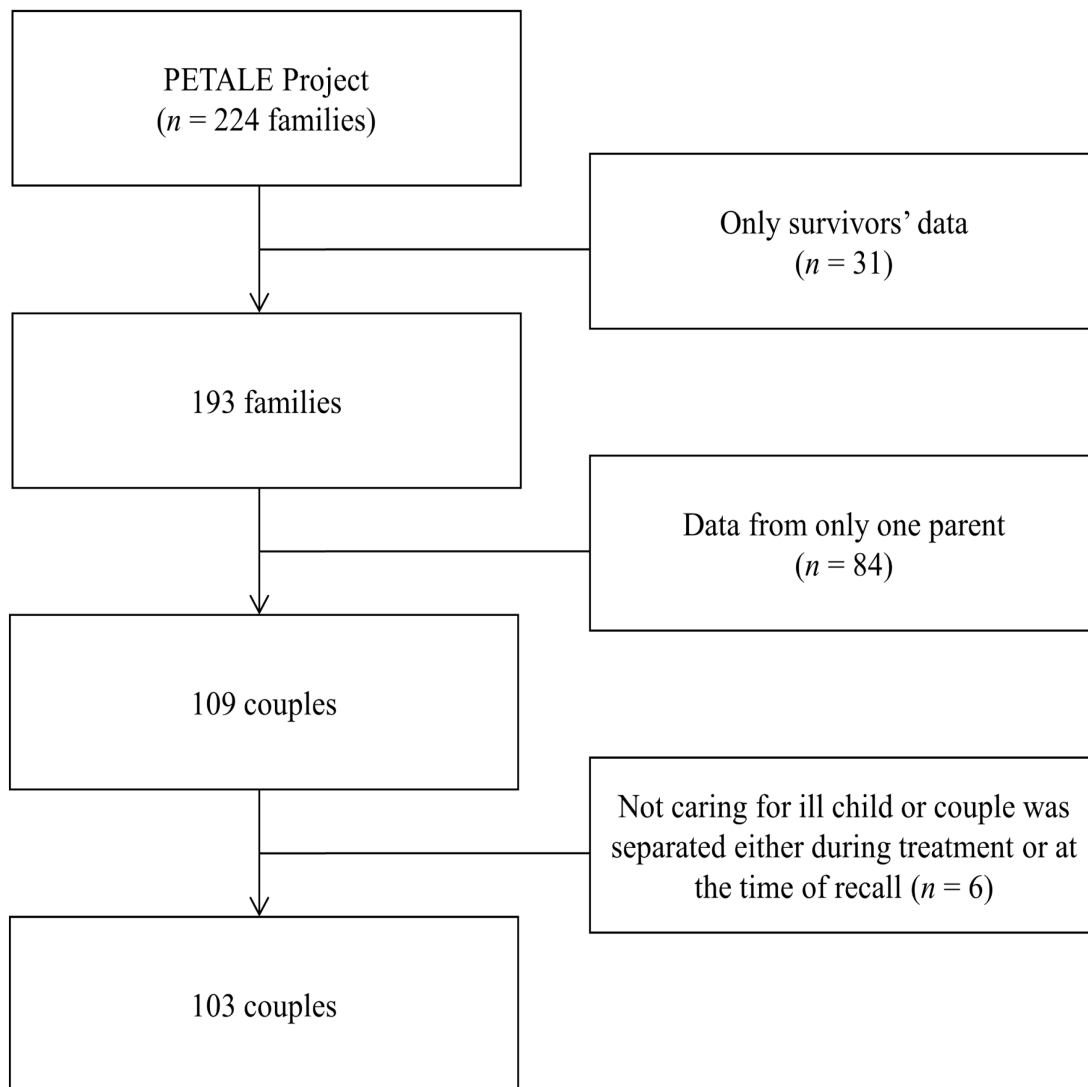 PETALE Project
(n = 224 families)
Only survivors’ data
(n = 31)
193 families
Data from only one parent
(n = 84)
109 couples
Not caring for ill child or couple was
separated either during treatment or at
the time of recall (n = 6)
103 couples